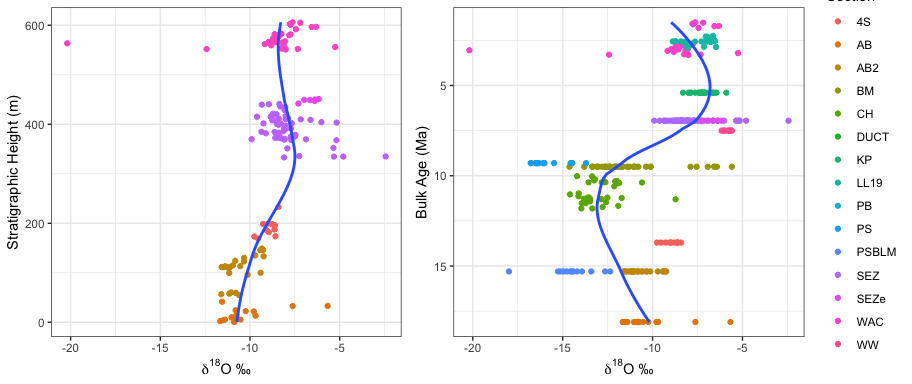 Section
600
400
200
0
Stratigraphic Height (m)
-20
-15
-10
-5
δ¹⁸O ‰
5
10
15
Bulk Age (Ma)
-20
-15
-10
-5
δ¹⁸O ‰
4S
AB
AB2
BM
CH
DUCT
KP
LL19
PB
PS
PSBLM
SEZ
SEZe
WAC
WW